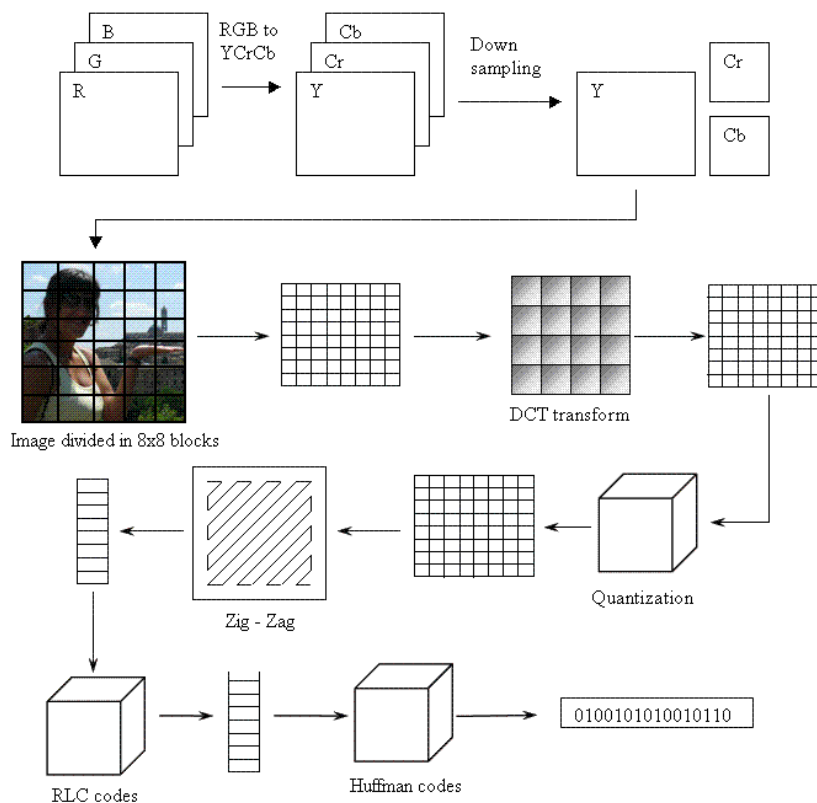 B
G
R
RGB to
YCrCb
Cb
Cr
Y
Down
sampling
Y
Cr
Cb
Image divided in 8x8 blocks
DCT transform
Zig - Zag
Quantization
RLC codes
Huffman codes
0100101010010110